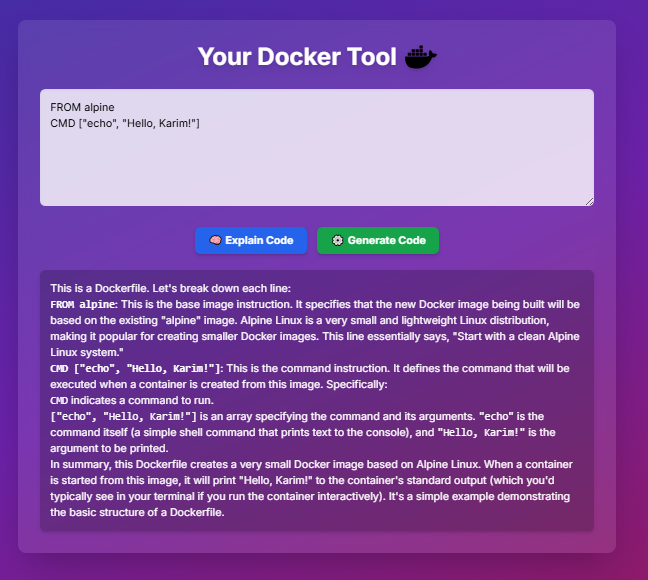 Your Docker Tool
FROM alpine
CMD ["echo", "Hello, Karim!"]
Explain Code
Generate Code
This is a Dockerfile. Let's break down each line:
FROM alpine: This is the base image instruction. It specifies that the new Docker image being built will be
based on the existing "alpine" image. Alpine Linux is a very small and lightweight Linux distribution,
making it popular for creating smaller Docker images. This line essentially says, "Start with a clean Alpine
Linux system."
CMD ["echo", "Hello, Karim!"]: This is the command instruction. It defines the command that will be
executed when a container is created from this image. Specifically:
CMD indicates a command to run.
["echo", "Hello, Karim!"] is an array specifying the command and its arguments. "echo" is the
command itself (a simple shell command that prints text to the console), and "Hello, Karim!" is the
argument to be printed.
In summary, this Dockerfile creates a very small Docker image based on Alpine Linux. When a container
is started from this image, it will print "Hello, Karim!" to the container's standard output (which you'd
typically see in your terminal if you run the container interactively). It's a simple example demonstrating
the basic structure of a Dockerfile.